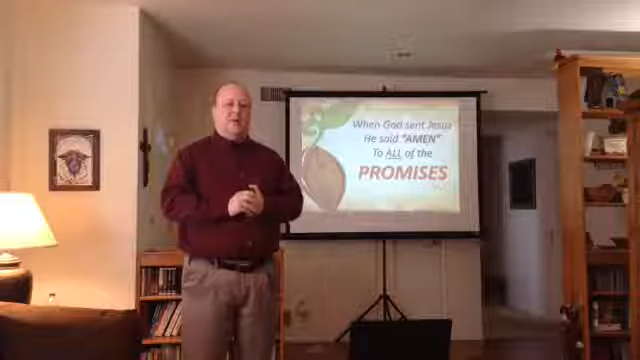 When God sent Jesus
He said "AMEN"
To ALL of the
PROMISES